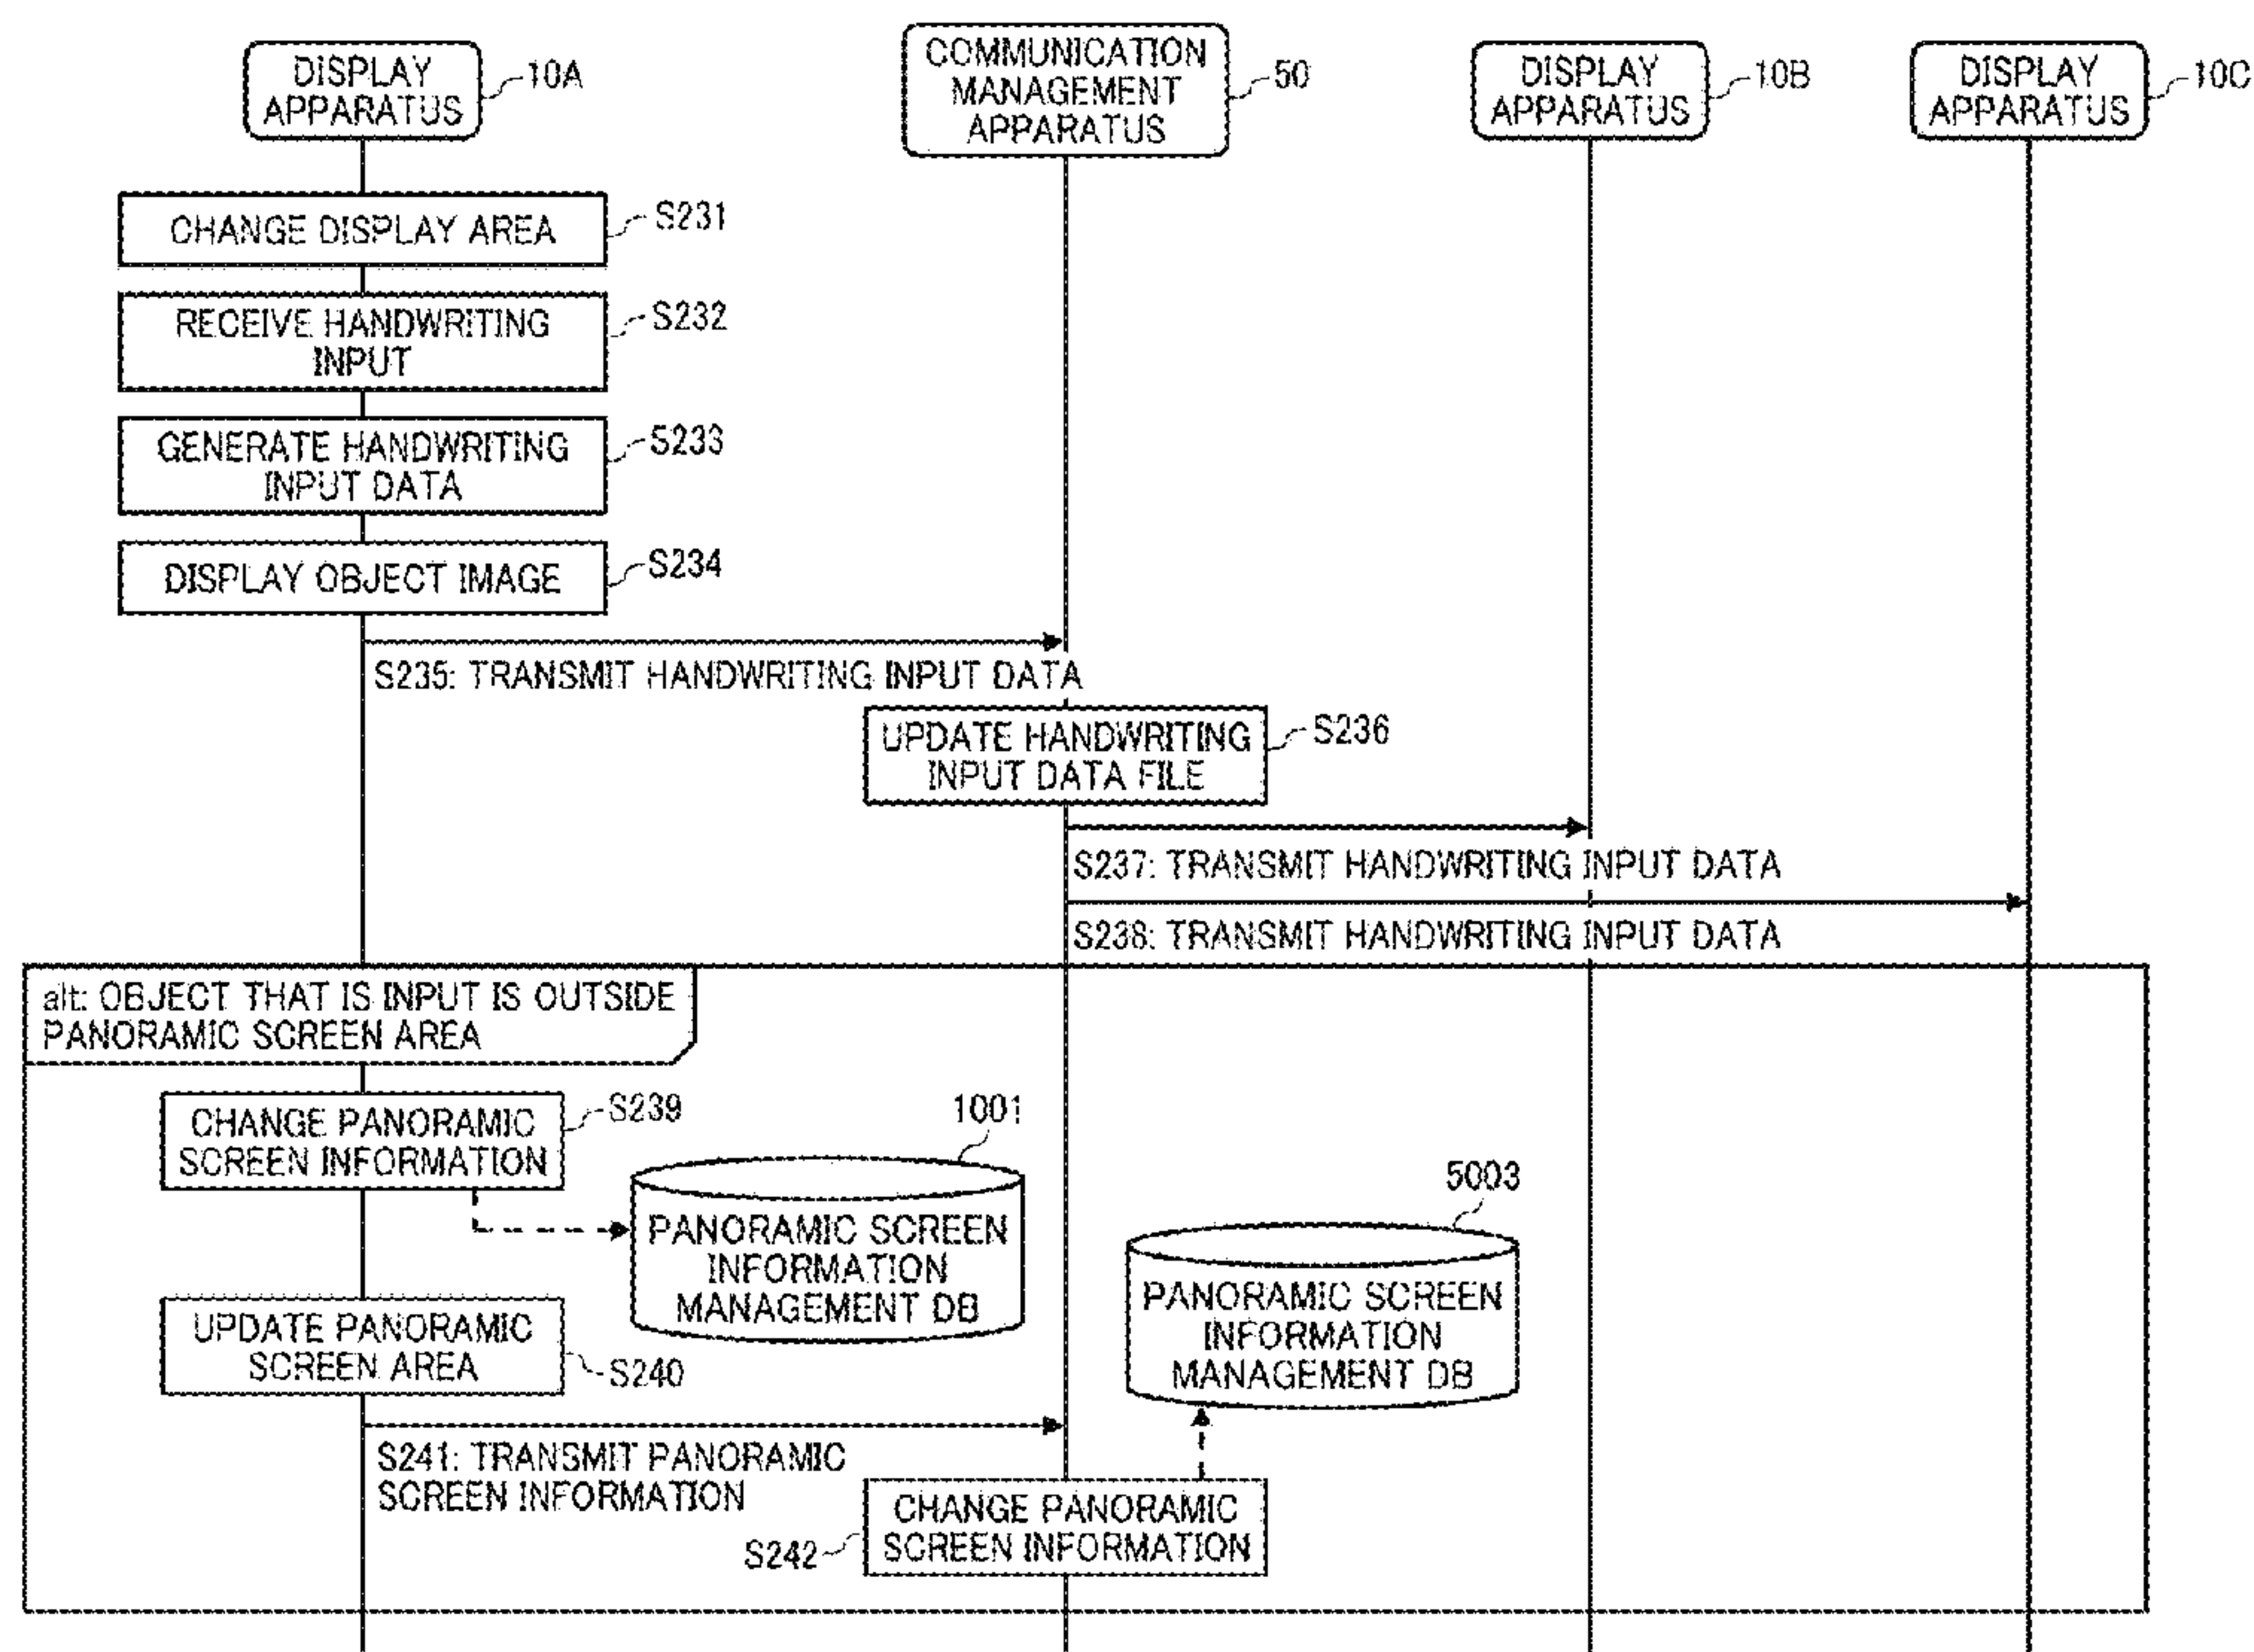 DISPLAY
APPARATUS
10A
COMMUNICATION
MANAGEMENT
APPARATUS
50
DISPLAY
APPARATUS
10B
DISPLAY
APPARATUS
10C
CHANGE DISPLAY AREA
S231
RECEIVE HANDWRITING
INPUT
S232
GENERATE HANDWRITING
INPUT DATA
S233
DISPLAY OBJECT IMAGE
S234
S235: TRANSMIT HANDWRITING INPUT DATA
UPDATE HANDWRITING
INPUT DATA FILE
S236
S237: TRANSMIT HANDWRITING INPUT DATA
S238: TRANSMIT HANDWRITING INPUT DATA
alt: OBJECT THAT IS INPUT IS OUTSIDE
PANORAMIC SCREEN AREA
CHANGE PANORAMIC
SCREEN INFORMATION
S239
1001
PANORAMIC SCREEN
INFORMATION
MANAGEMENT DB
5003
PANORAMIC SCREEN
INFORMATION
MANAGEMENT DB
UPDATE PANORAMIC
SCREEN AREA
S240
S241: TRANSMIT PANORAMIC
SCREEN INFORMATION
CHANGE PANORAMIC
SCREEN INFORMATION
S242